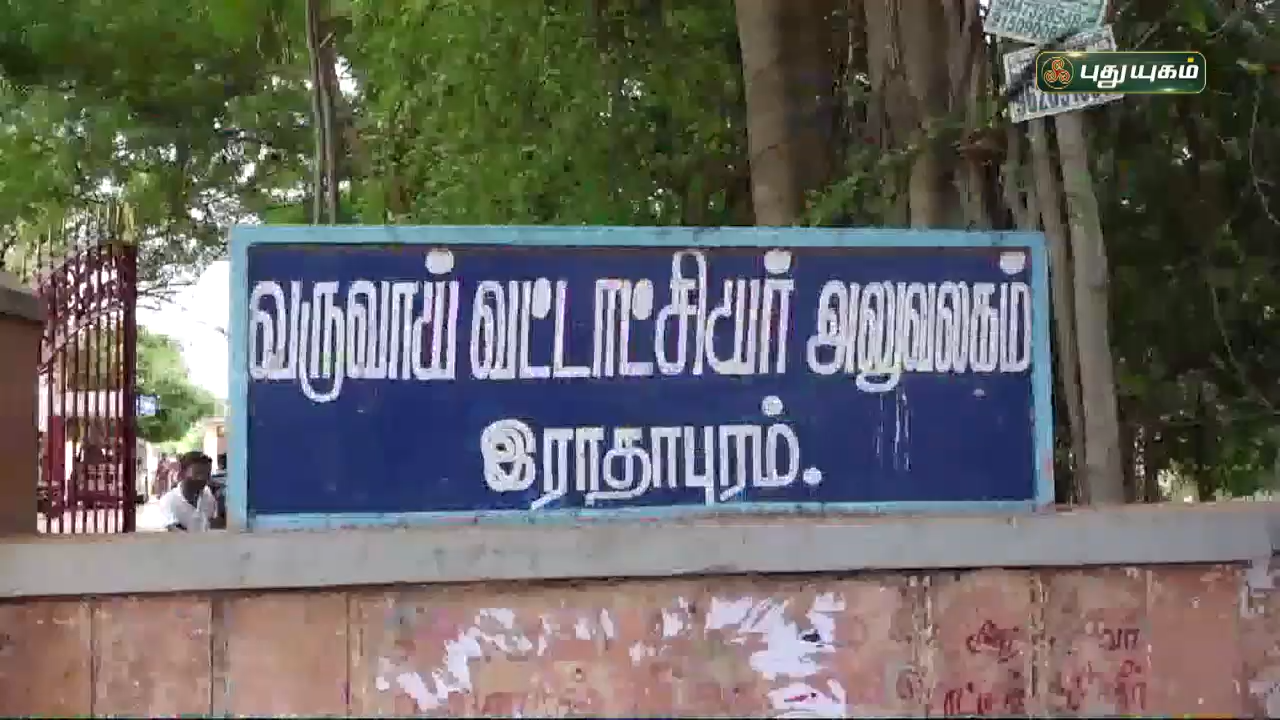 புதுயுகம்
வருவாய் வட்டாட்சியர் அலுவலகம்
இராதாபுரம்.